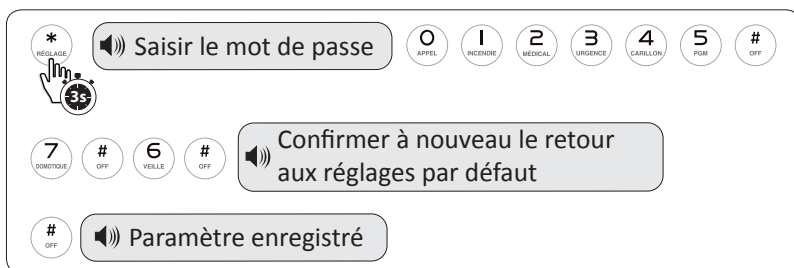 * RÉGLAGE Saisir le mot de passe 0 APPEL 1 INCENDIE 2 MÉDICAL 3 URGENCE 4 CARILLON 5 PGM # OFF
3s
7 DOMOTIQUE # OFF 6 VEILLE # OFF Confirmer à nouveau le retour
aux réglages par défaut
# OFF Paramètre enregistré